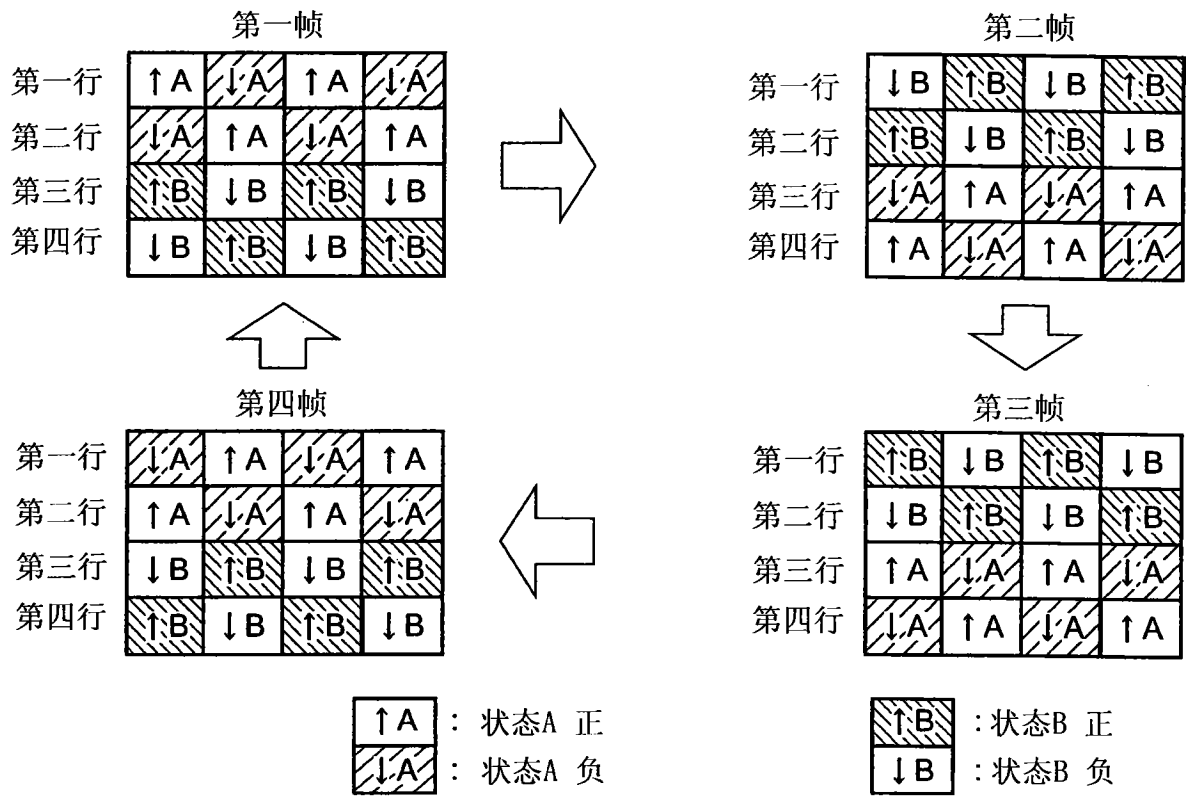 第一帧
第一行 ↑A ↓A ↑A ↓A
第二行 ↓A ↑A ↓A ↑A
第三行 ↑B ↓B ↑B ↓B
第四行 ↓B ↑B ↓B ↑B
第二帧
第一行 ↓B ↑B ↓B ↑B
第二行 ↑B ↓B ↑B ↓B
第三行 ↓A ↑A ↓A ↑A
第四行 ↑A ↓A ↑A ↓A
第四帧
第一行 ↓A ↑A ↓A ↑A
第二行 ↑A ↓A ↑A ↓A
第三行 ↓B ↑B ↓B ↑B
第四行 ↑B ↓B ↑B ↓B
第三帧
第一行 ↑B ↓B ↑B ↓B
第二行 ↓B ↑B ↓B ↑B
第三行 ↑A ↓A ↑A ↓A
第四行 ↓A ↑A ↓A ↑A
↑A : 状态A 正
↓A : 状态A 负
↑B : 状态B 正
↓B : 状态B 负